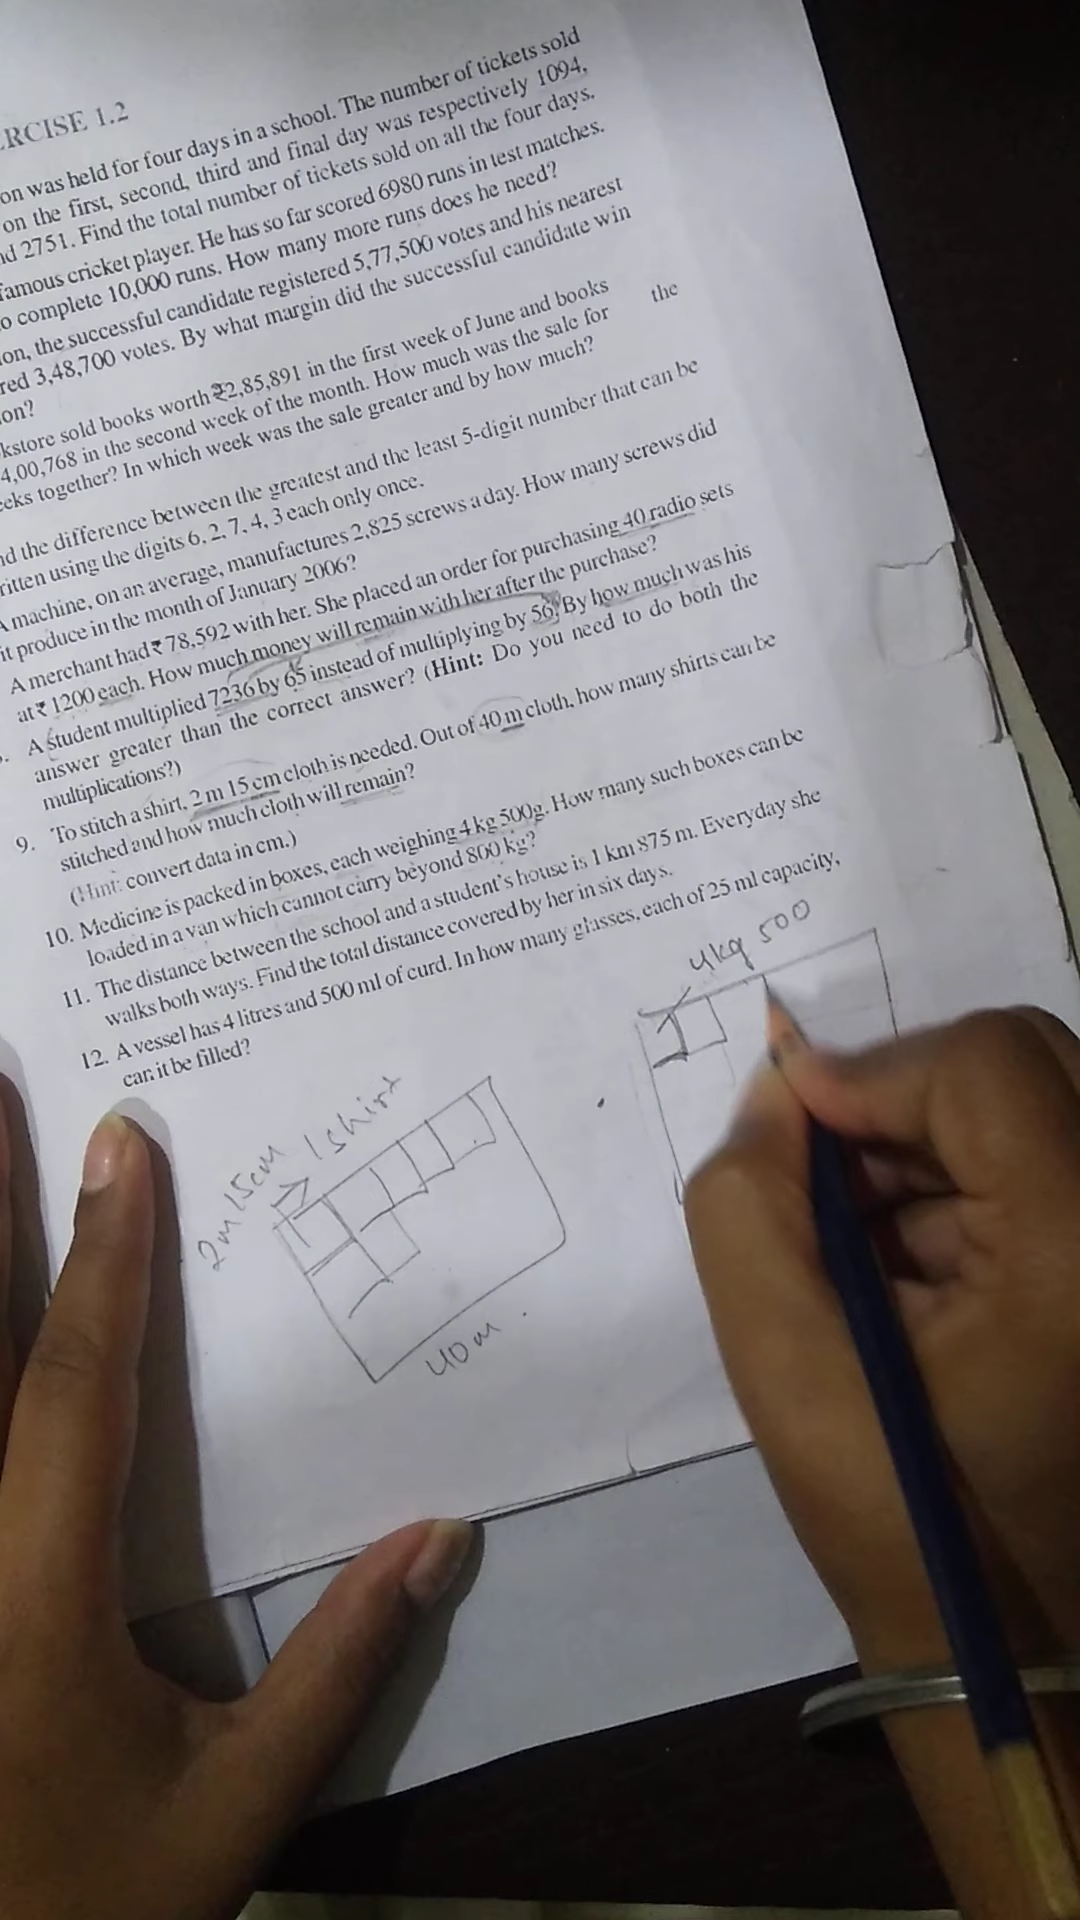 RCISE 1.2
on was held for four days in a school. The number of tickets sold
on the first, second, third and final day was respectively 1094,
nd 2751. Find the total number of tickets sold on all the four days.
famous cricket player. He has so far scored 6980 runs in test matches.
o complete 10,000 runs. How many more runs does he need?
ion, the successful candidate registered 5,77,500 votes and his nearest
red 3,48,700 votes. By what margin did the successful candidate win the
on?
kstore sold books worth ₹2,85,891 in the first week of June and books
4,00,768 in the second week of the month. How much was the sale for
eks together? In which week was the sale greater and by how much?
nd the difference between the greatest and the least 5-digit number that can be
ritten using the digits 6, 2, 7, 4, 3 each only once.
A machine, on an average, manufactures 2,825 screws a day. How many screws did
it produce in the month of January 2006?
A merchant had ₹ 78,592 with her. She placed an order for purchasing 40 radio sets
at ₹ 1200 each. How much money will remain with her after the purchase?
. A student multiplied 7236 by 65 instead of multiplying by 56. By how much was his
answer greater than the correct answer? (Hint: Do you need to do both the
multiplications?)
9. To stitch a shirt, 2 m 15 cm cloth is needed. Out of 40 m cloth, how many shirts can be
stitched and how much cloth will remain?
(Hint: convert data in cm.)
10. Medicine is packed in boxes, each weighing 4 kg 500g. How many such boxes can be
loaded in a van which cannot carry beyond 800 kg?
11. The distance between the school and a student's house is 1 km 875 m. Everyday she
walks both ways. Find the total distance covered by her in six days.
12. A vessel has 4 litres and 500 ml of curd. In how many glasses, each of 25 ml capacity,
can it be filled?
4kg 500
2m 15cm
1 shirt
40m